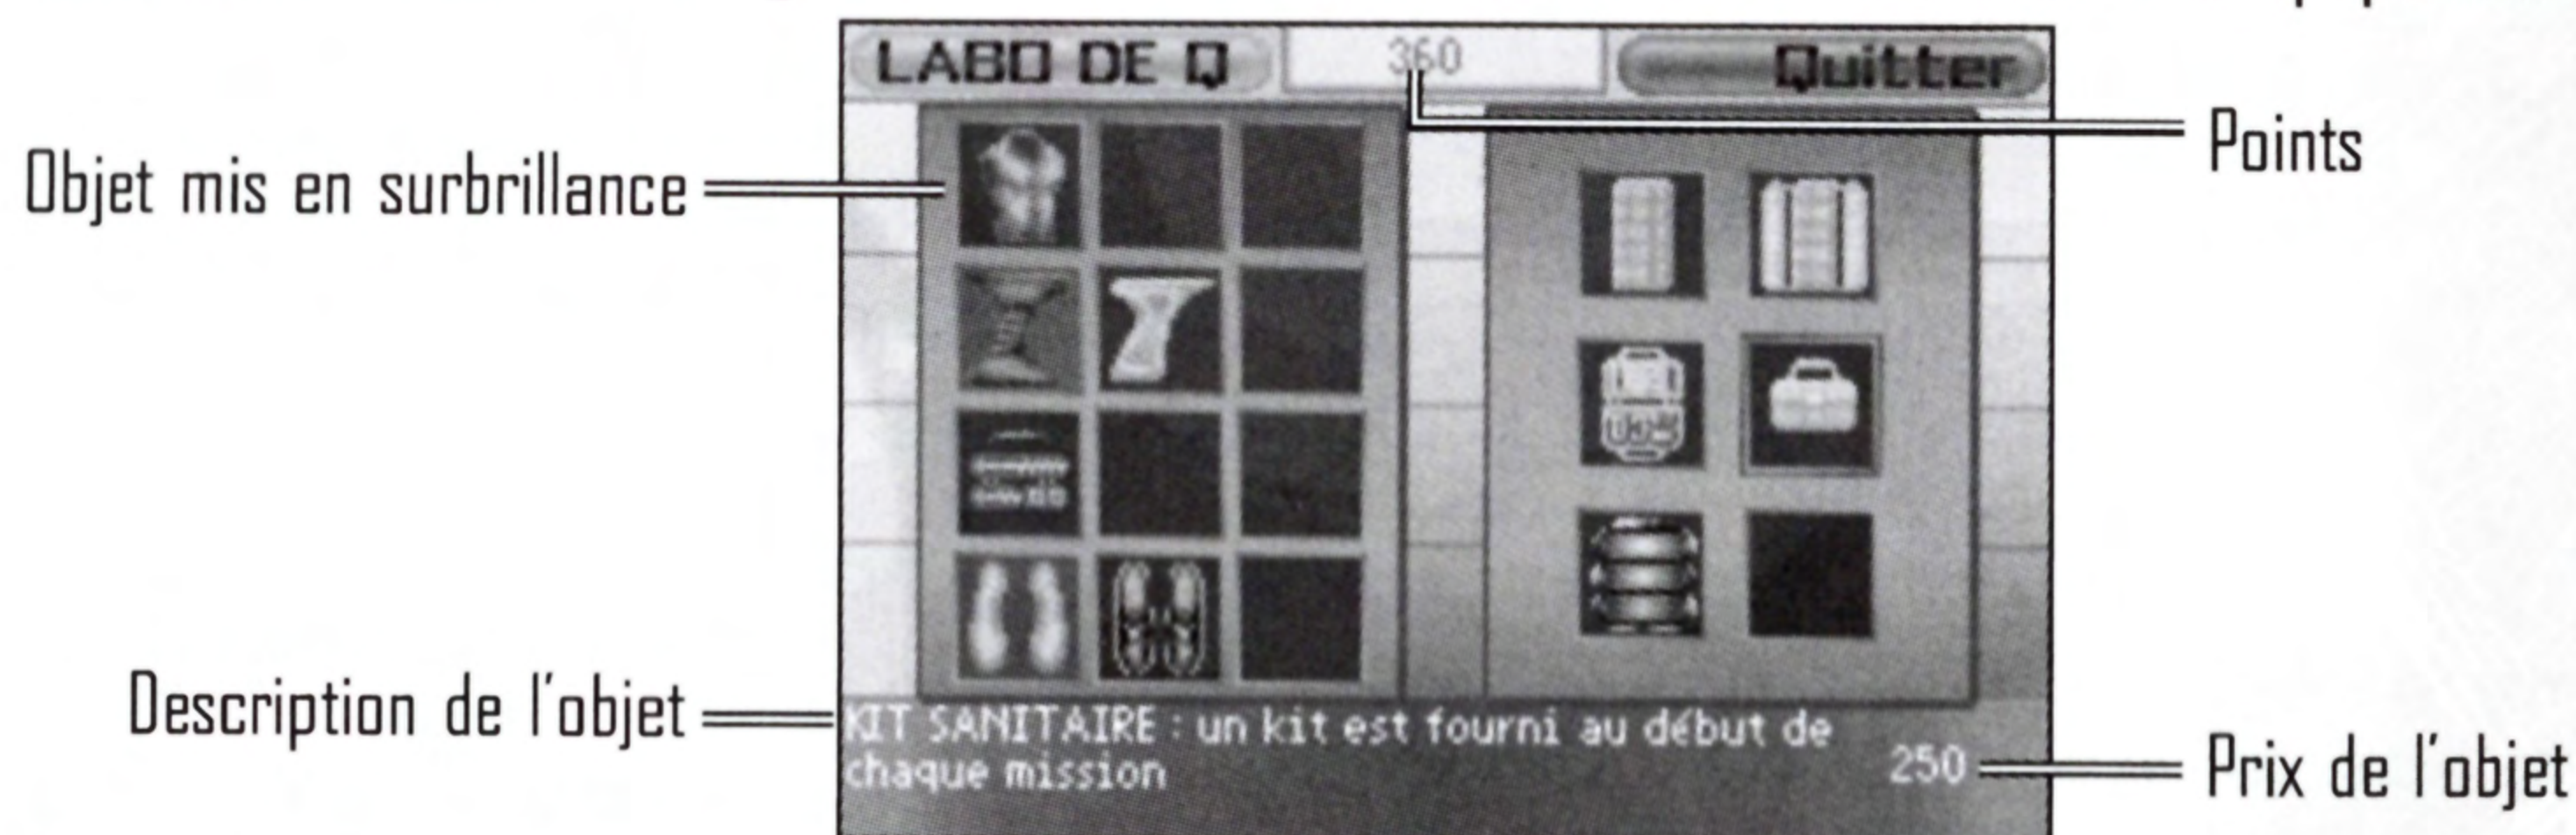 LABO DE Q 360 Quitter
Points
Objet mis en surbrillance
Description de l'objet
KIT SANITAIRE : un kit est fourni au début de
chaque mission
250
Prix de l'objet